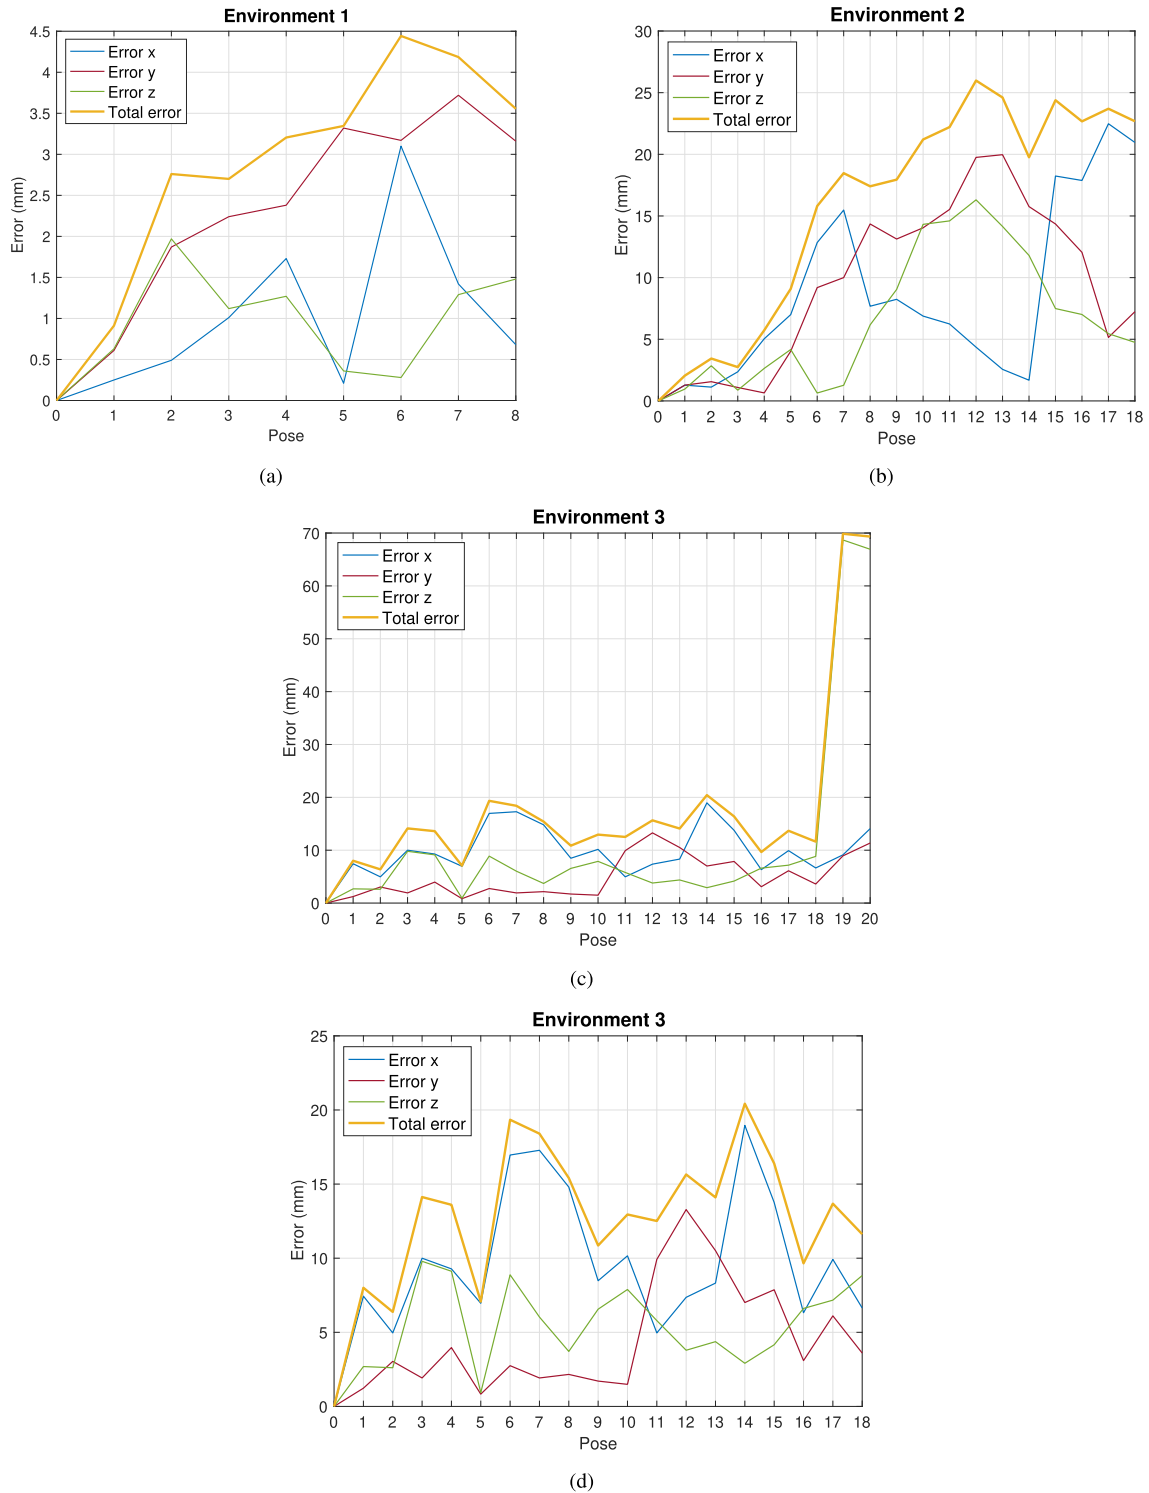 Environment 1
Error x
Error y
Error z
Total error
4.5
4
3.5
3
2.5
2
1.5
1
0.5
0
Error (mm)
0 1 2 3 4 5 6 7 8
Pose
(a)
Environment 2
Error x
Error y
Error z
Total error
30
25
20
15
10
5
0
Error (mm)
0 1 2 3 4 5 6 7 8 9 10 11 12 13 14 15 16 17 18
Pose
(b)
Environment 3
Error x
Error y
Error z
Total error
70
60
50
40
30
20
10
0
Error (mm)
0 1 2 3 4 5 6 7 8 9 10 11 12 13 14 15 16 17 18 19 20
Pose
(c)
Environment 3
Error x
Error y
Error z
Total error
25
20
15
10
5
0
Error (mm)
0 1 2 3 4 5 6 7 8 9 10 11 12 13 14 15 16 17 18
Pose
(d)